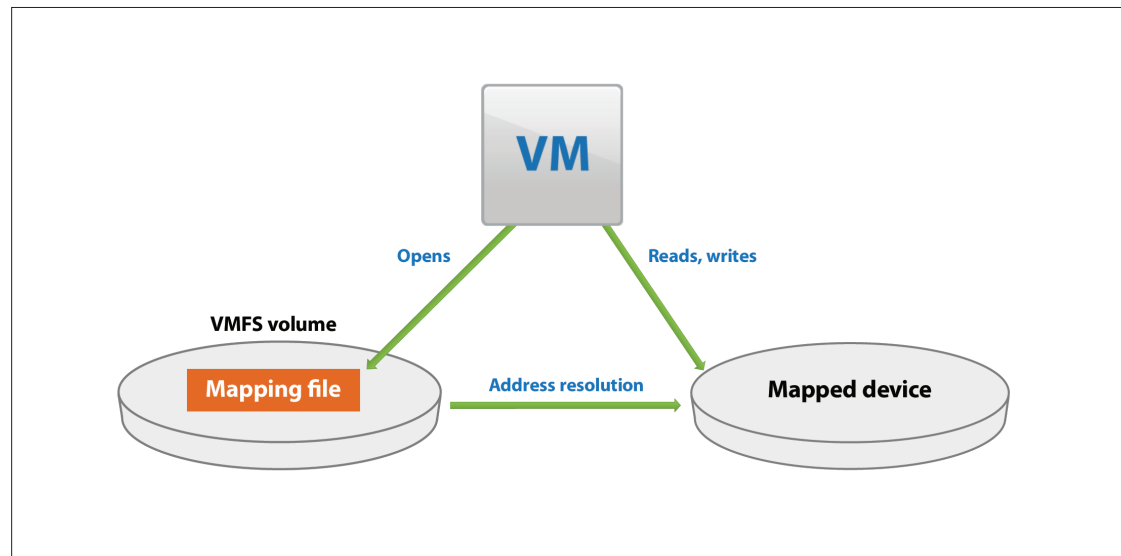 VM
Opens
Reads, writes
VMFS volume
Mapping file
Address resolution
Mapped device